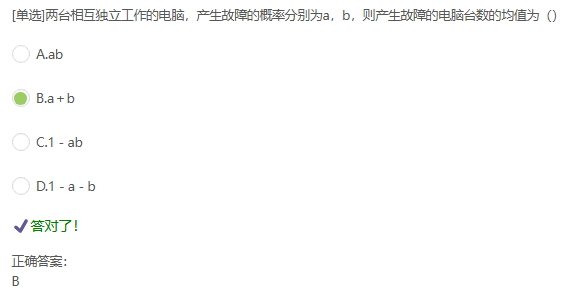 [单选]两台相互独立工作的电脑，产生故障的概率分别为a，b，则产生故障的电脑台数的均值为（）
A.ab
B.a + b
C.1 - ab
D.1 - a - b
答对了！
正确答案：
B